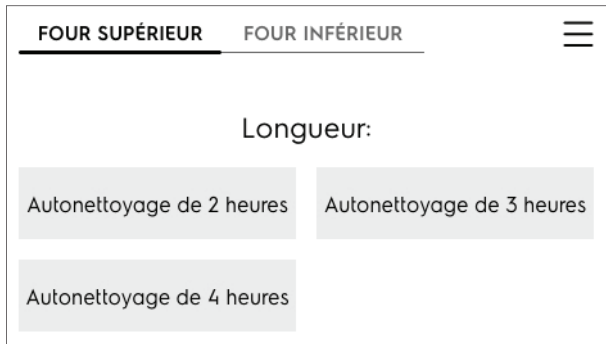 FOUR SUPÉRIEUR FOUR INFÉRIEUR
Longueur:
Autonettoyage de 2 heures Autonettoyage de 3 heures
Autonettoyage de 4 heures